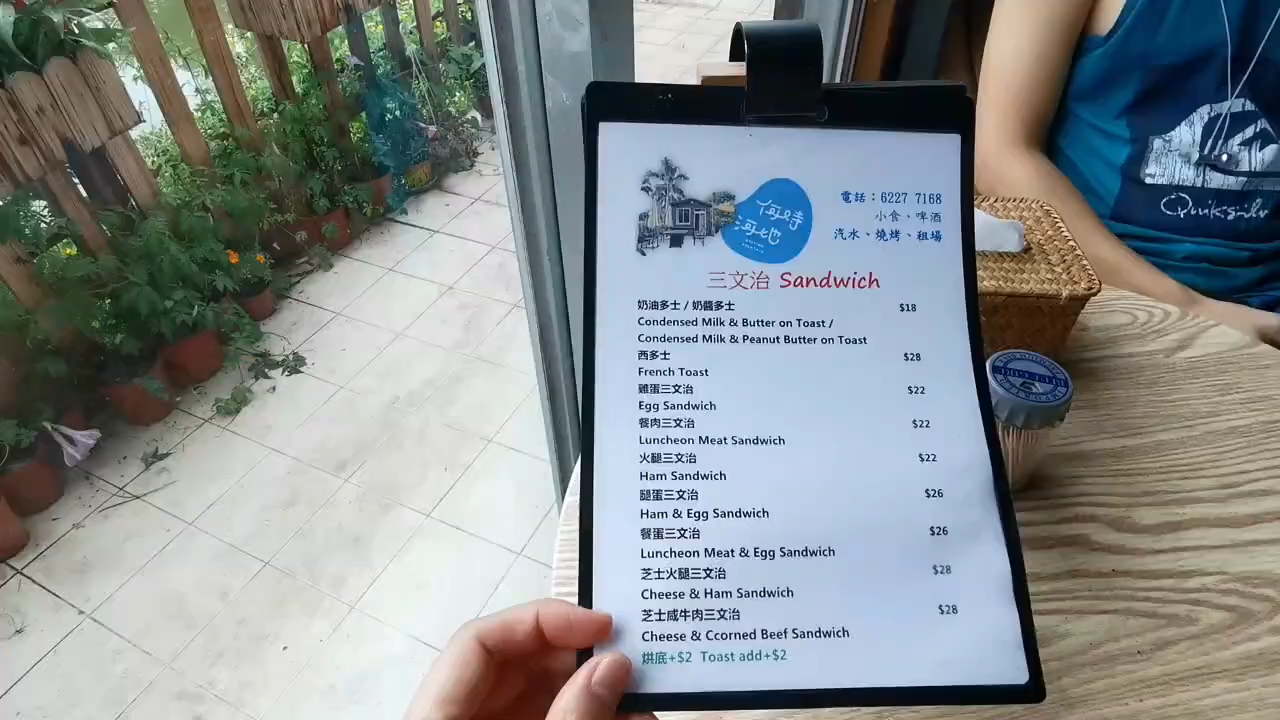 何時
河地
電話：6227 7168
小食、啤酒
汽水、燒烤、租場
三文治 Sandwich
奶油多士 / 奶醬多士 $18
Condensed Milk & Butter on Toast /
Condensed Milk & Peanut Butter on Toast
西多士 $28
French Toast
雞蛋三文治 $22
Egg Sandwich
餐肉三文治 $22
Luncheon Meat Sandwich
火腿三文治 $22
Ham Sandwich
腿蛋三文治 $26
Ham & Egg Sandwich
餐蛋三文治 $26
Luncheon Meat & Egg Sandwich
芝士火腿三文治 $28
Cheese & Ham Sandwich
芝士咸牛肉三文治 $28
Cheese & Ccorned Beef Sandwich
烘底+$2 Toast add+$2
Quiksilv